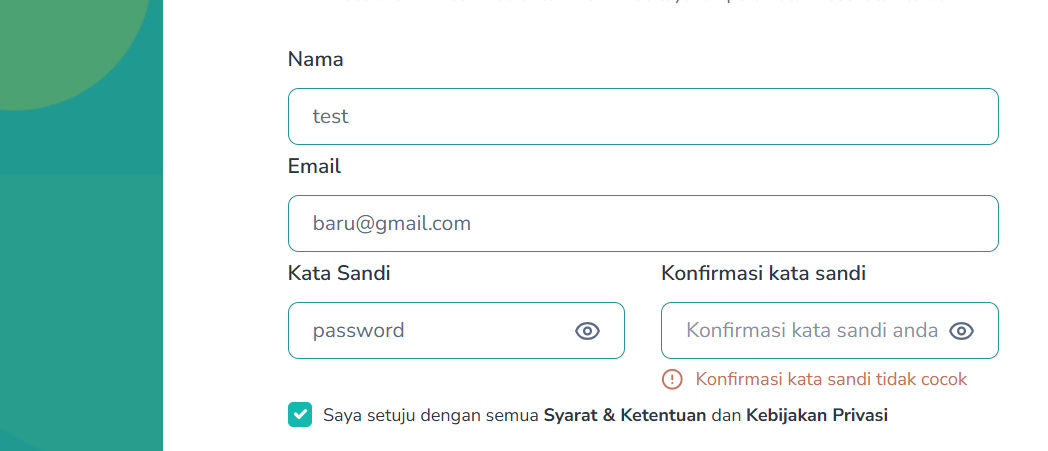 Nama
test
Email
baru@gmail.com
Kata Sandi
Konfirmasi kata sandi
password
Konfirmasi kata sandi anda
Konfirmasi kata sandi tidak cocok
Saya setuju dengan semua Syarat & Ketentuan dan Kebijakan Privasi